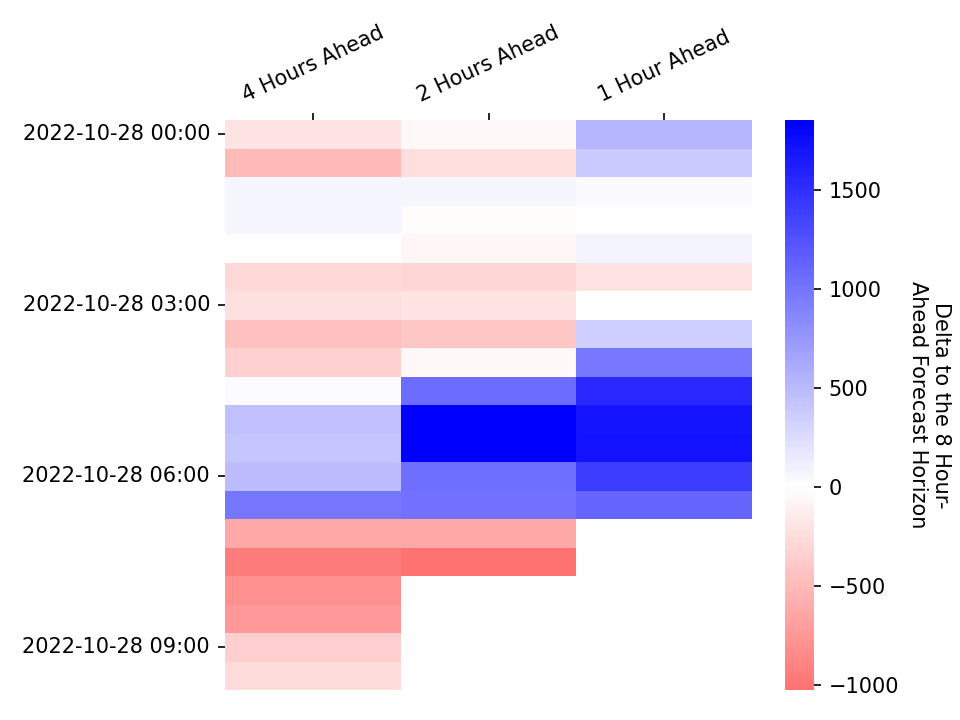 4 Hours Ahead
2 Hours Ahead
1 Hour Ahead
2022-10-28 00:00
2022-10-28 03:00
2022-10-28 06:00
2022-10-28 09:00
1500
1000
500
0
−500
−1000
Delta to the 8 Hour-
Ahead Forecast Horizon